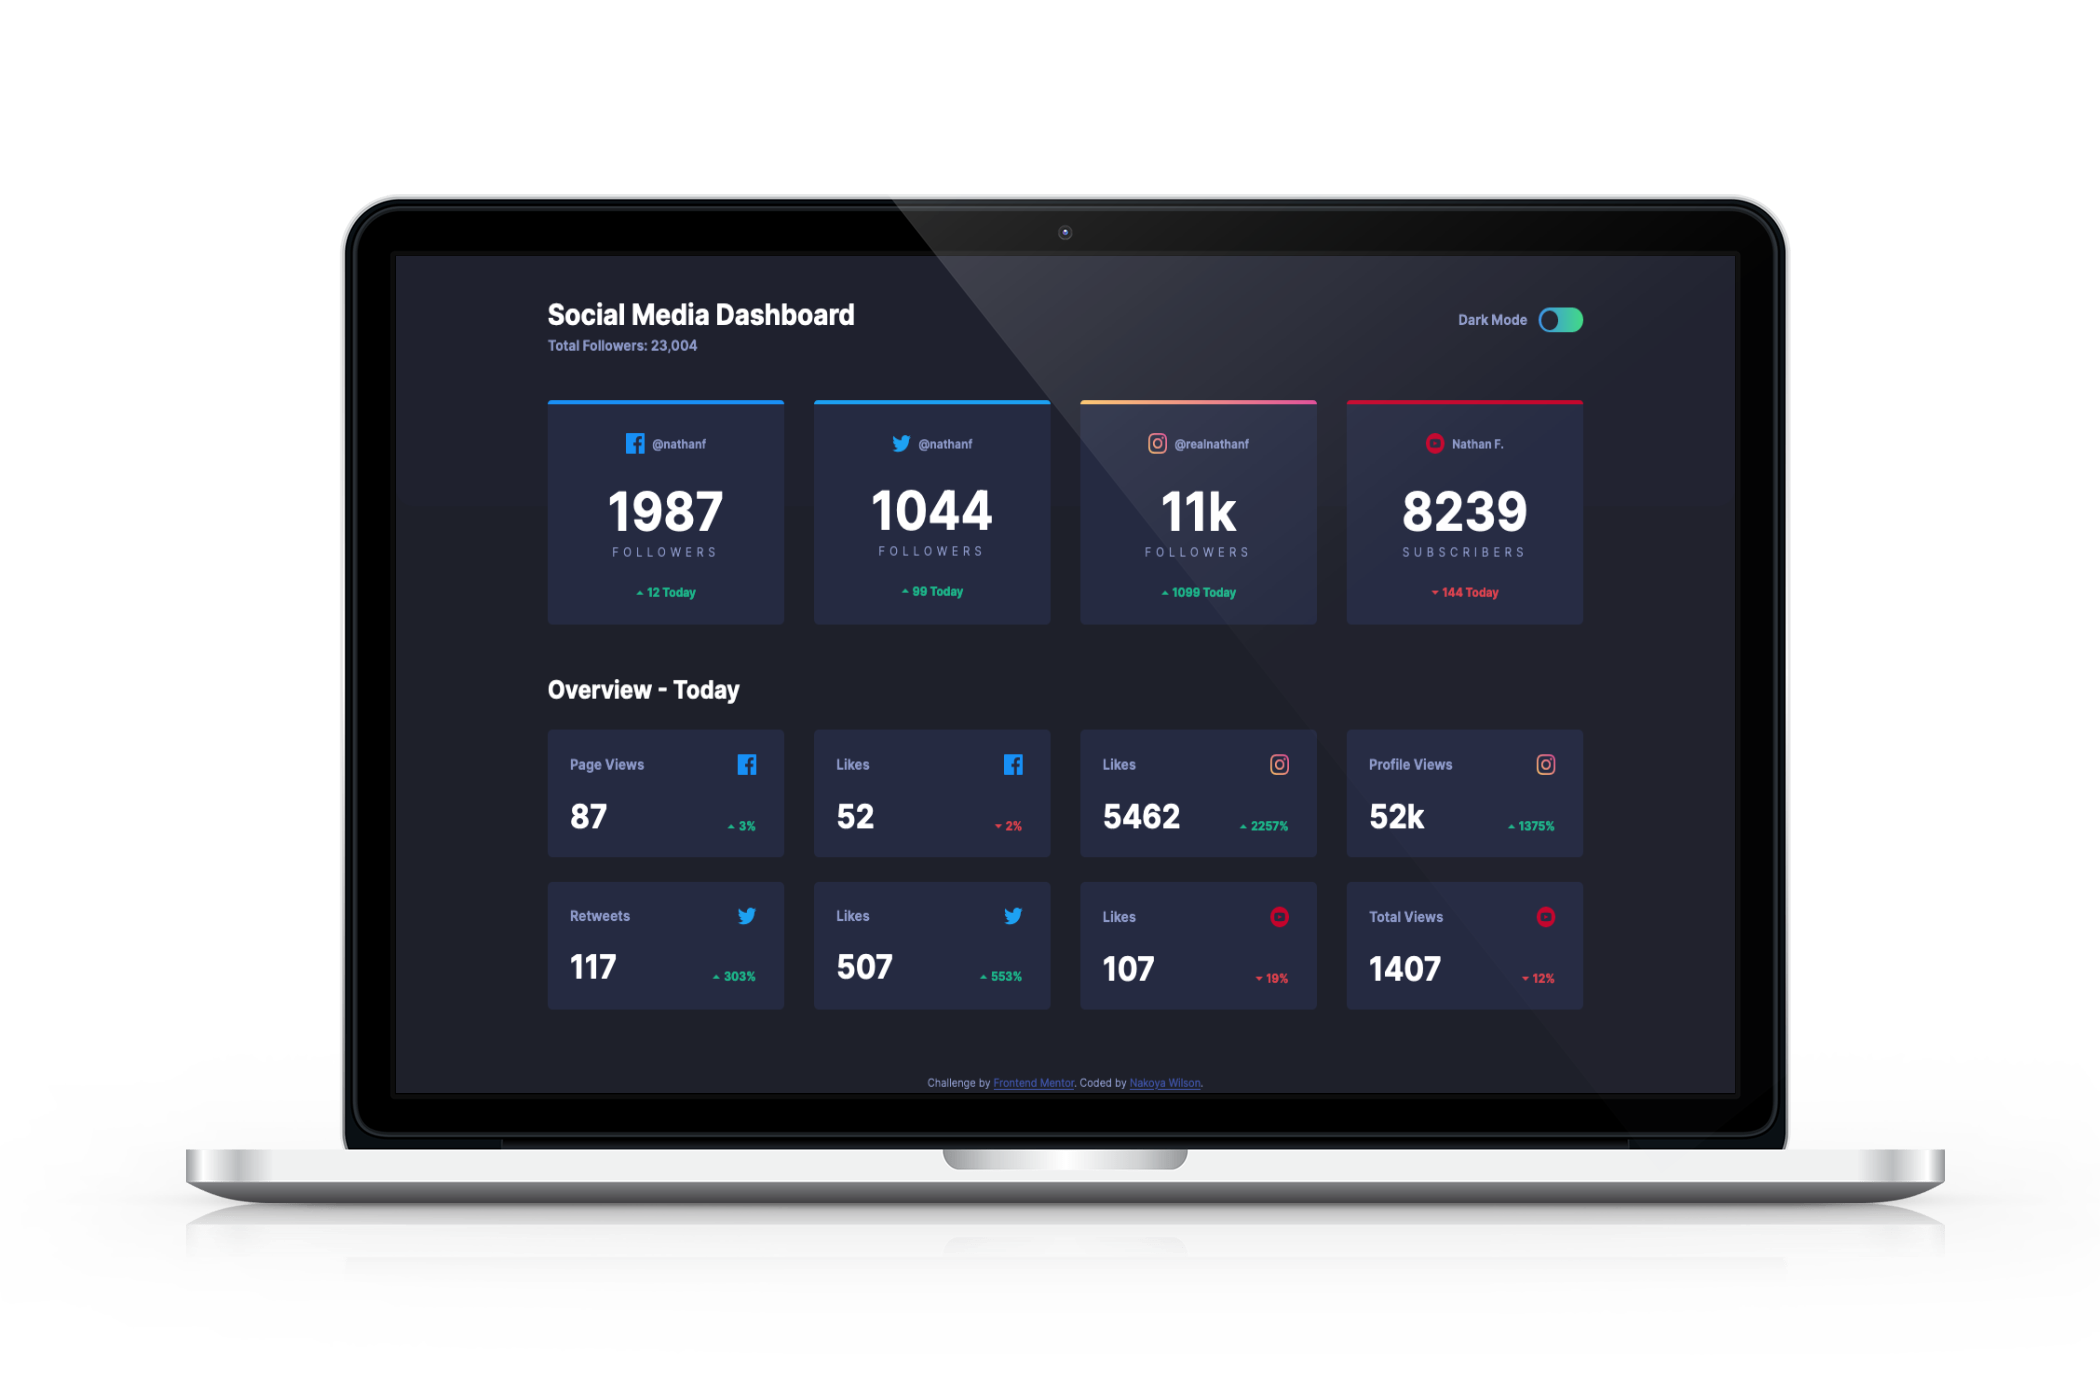 Social Media Dashboard
Total Followers: 23,004
Dark Mode
@nathanf
1987
FOLLOWERS
12 Today
@nathanf
1044
FOLLOWERS
99 Today
@realnathanf
11k
FOLLOWERS
1099 Today
Nathan F.
8239
SUBSCRIBERS
144 Today
Overview - Today
Page Views
87
3%
Likes
52
2%
Likes
5462
2257%
Profile Views
52k
1375%
Retweets
117
303%
Likes
507
553%
Likes
107
19%
Total Views
1407
12%
Challenge by Frontend Mentor. Coded by Nakoya Wilson.